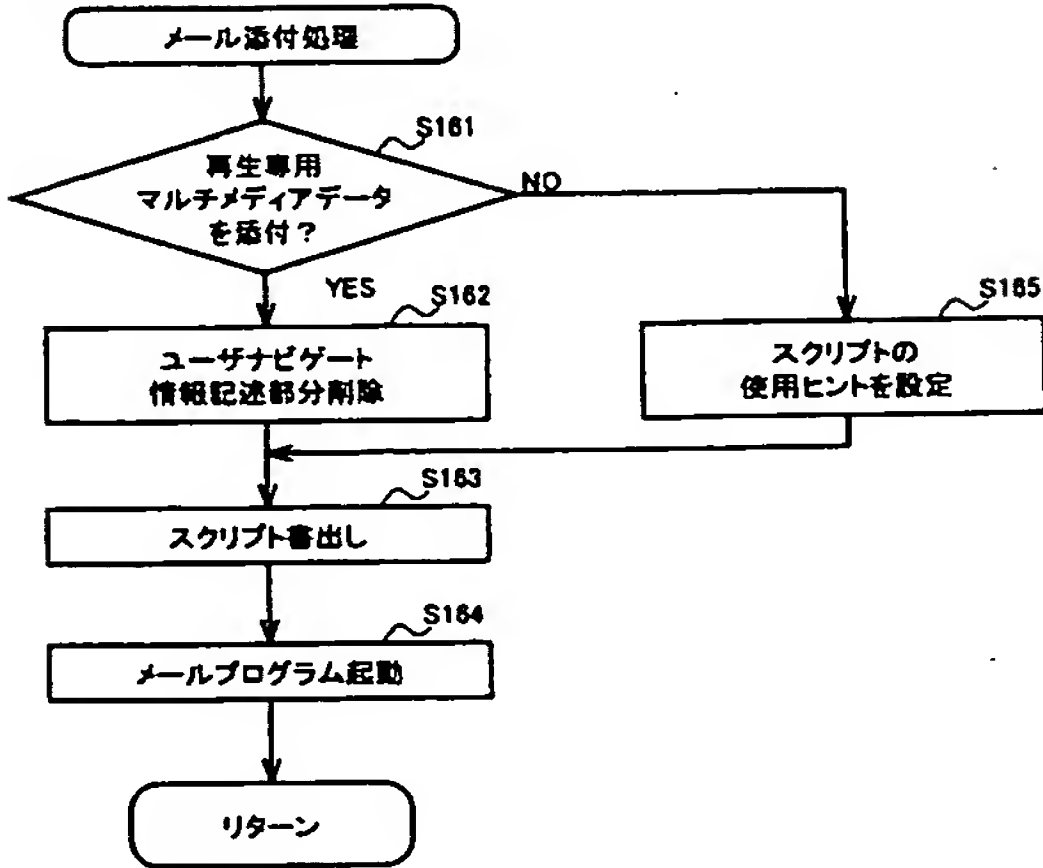 メール添付処理
S161
再生専用
マルチメディアデータ
を添付?
NO
YES
S162
ユーザナビゲート
情報記述部分削除
S165
スクリプトの
使用ヒントを設定
S163
スクリプト書出し
S164
メールプログラム起動
リターン